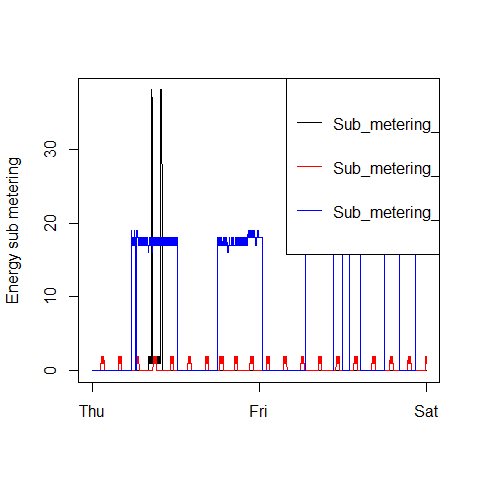 Energy sub metering
30
20
10
0
Sub_metering_
Sub_metering_
Sub_metering_
Thu Fri Sat